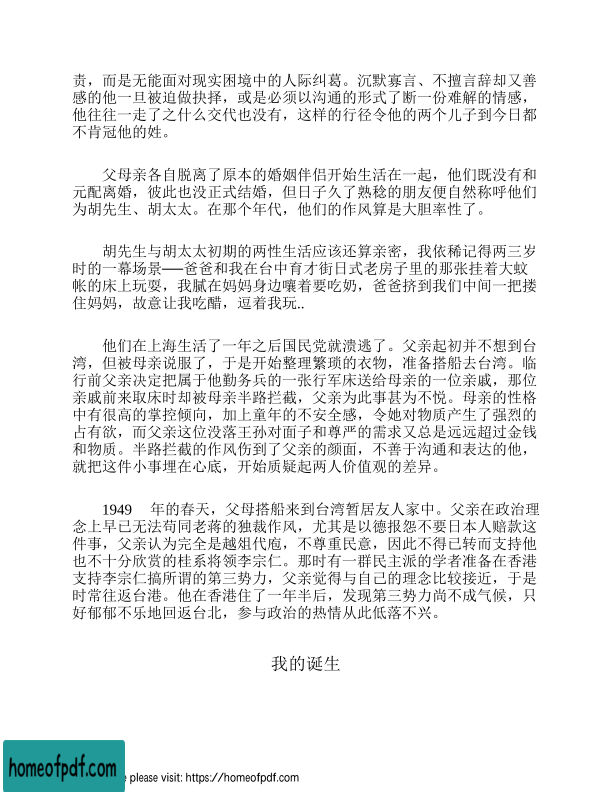 责，而是无能面对现实困境中的人际纠葛。沉默寡言、不擅言辞却又善
感的他一旦被迫做抉择，或是必须以沟通的形式了断一份难解的情感，
他往往一走了之什么交代也没有，这样的行径令他的两个儿子到今日都
不肯冠他的姓。
父母亲各自脱离了原本的婚姻伴侣开始生活在一起，他们既没有和
元配离婚，彼此也没正式结婚，但日子久了熟稔的朋友便自然称呼他们
为胡先生、胡太太。在那个年代，他们的作风算是大胆率性了。
胡先生与胡太太初期的两性生活应该还算亲密，我依稀记得两三岁
时的一幕场景──爸爸和我在台中育才街日式老房子里的那张挂着大蚊
帐的床上玩耍，我腻在妈妈身边嚷着要吃奶，爸爸挤到我们中间一把搂
住妈妈，故意让我吃醋，逗着我玩..
他们在上海生活了一年之后国民党就溃逃了。父亲起初并不想到台
湾，但被母亲说服了，于是开始整理繁琐的衣物，准备搭船去台湾。临
行前父亲决定把属于他勤务兵的一张行军床送给母亲的一位亲戚，那位
亲戚前来取床时却被母亲半路拦截，父亲为此事甚为不悦。母亲的性格
中有很高的掌控倾向，加上童年的不安全感，令她对物质产生了强烈的
占有欲，而父亲这位没落王孙对面子和尊严的需求又总是远远超过金钱
和物质。半路拦截的作风伤到了父亲的颜面，不善于沟通和表达的他，
就把这件小事埋在心底，开始质疑起两人价值观的差异。
1949 年的春天，父母搭船来到台湾暂居友人家中。父亲在政治理
念上早已无法苟同老蒋的独裁作风，尤其是以德报怨不要日本人赔款这
件事，父亲认为完全是越俎代庖，不尊重民意，因此不得已转而支持他
也不十分欣赏的桂系将领李宗仁。那时有一群民主派的学者准备在香港
支持李宗仁搞所谓的第三势力，父亲觉得与自己的理念比较接近，于是
时常往返台港。他在香港住了一年半后，发现第三势力尚不成气候，只
好郁郁不乐地回返台北，参与政治的热情从此低落不兴。
我的诞生
homeofpdf.com
e please visit: https://homeofpdf.com